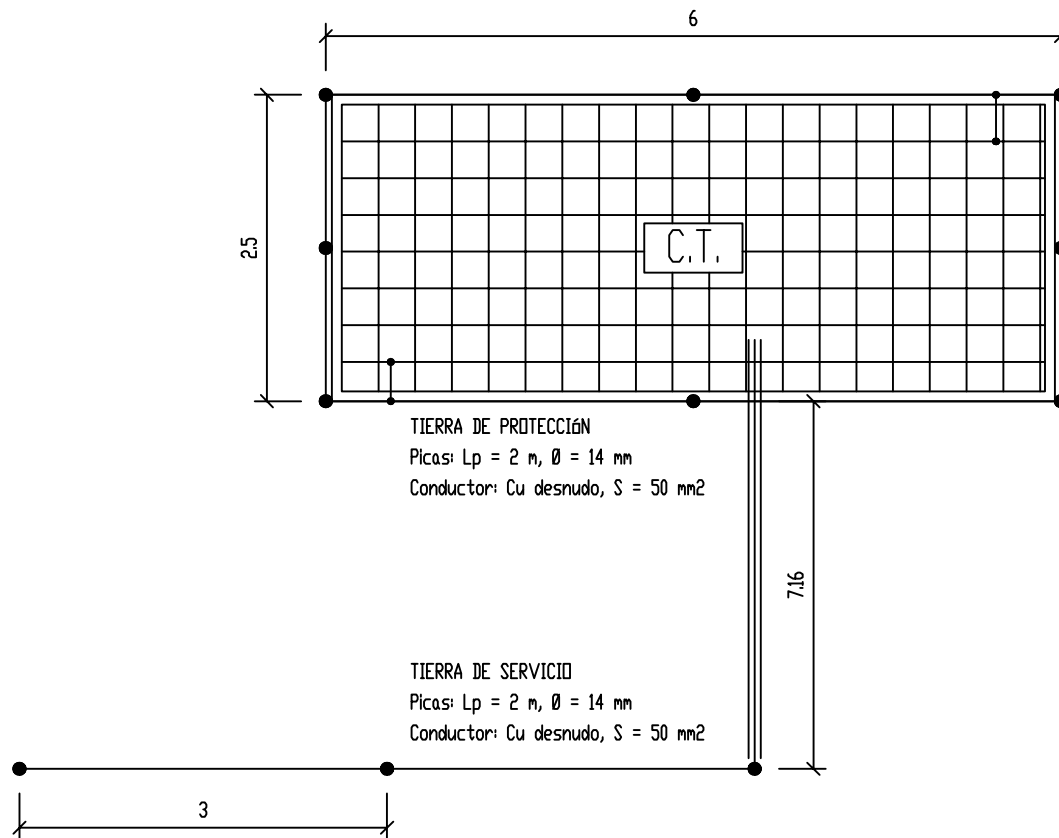 6
2.5
C.T.
TIERRA DE PROTECCIóN
Picas: Lp = 2 m, Ø = 14 mm
Conductor: Cu desnudo, S = 50 mm2
7.16
TIERRA DE SERVICIO
Picas: Lp = 2 m, Ø = 14 mm
Conductor: Cu desnudo, S = 50 mm2
3